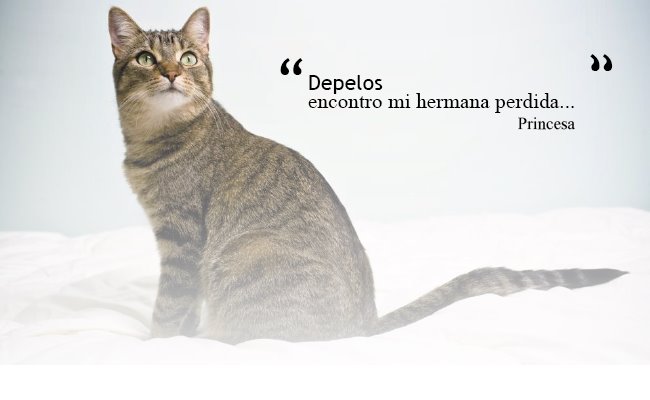 “ ”
Depelos
encontro mi hermana perdida...
Princesa